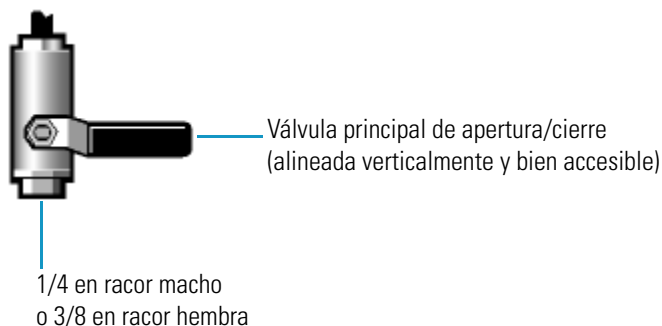 Válvula principal de apertura/cierre
(alineada verticalmente y bien accesible)
1/4 en racor macho
o 3/8 en racor hembra